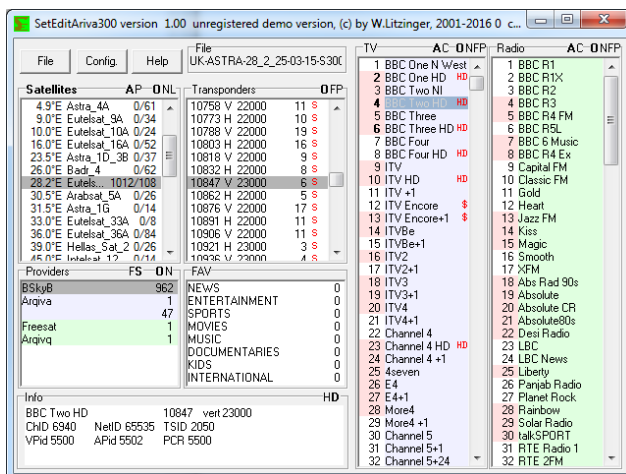 SetEditAriva300 version 1.00 unregistered demo version, (c) by W.Litzinger, 2001-2016 0 c...
File
Config.
Help
File
UK-ASTRA-28_2_25-03-15-S300
Satellites AP ONL
4.9°E Astra_4A 0/61
9.0°E Eutelsat_9A 0/34
10.0°E Eutelsat_10A 0/24
16.0°E Eutelsat_16A 0/52
23.5°E Astra_1D_3B 0/37
26.0°E Badr_4 0/62
28.2°E Eutels... 1012/108
30.5°E Arabsat_5A 0/26
31.5°E Astra_1G 0/14
33.0°E Eutelsat_33A 0/8
36.0°E Eutelsat_36A 0/84
39.0°E Hellas_Sat_2 0/26
45.0°E Intelsat_12 0/14
Transponders OFP
10758 V 22000 11 S
10773 H 22000 10 S
10788 V 22000 19 S
10803 H 22000 16 S
10818 V 22000 9 S
10832 H 22000 8 S
10847 V 23000 6 S
10862 H 22000 5 S
10876 V 22000 17 S
10891 H 22000 11 S
10906 V 22000 11 S
10921 H 22000 3 S
10936 V 22000 4 S
Providers FS ON
BSkyB 962
Arqiva 1
47
Freesat 1
Arqivq 1
FAV
NEWS 0
ENTERTAINMENT 0
SPORTS 0
MOVIES 0
MUSIC 0
DOCUMENTARIES 0
KIDS 0
INTERNATIONAL 0
Info HD
BBC Two HD 10847 vert 23000
ChID 6940 NetID 65535 TSID 2050
VPid 5500 APid 5502 PCR 5500
TV AC ONFP
1 BBC One N West
2 BBC One HD HD
3 BBC Two NI
4 BBC Two HD HD
5 BBC Three
6 BBC Three HD HD
7 BBC Four
8 BBC Four HD HD
9 ITV
10 ITV HD HD
11 ITV +1
12 ITV Encore $
13 ITV Encore+1 $
14 ITVBe
15 ITVBe+1
16 ITV2
17 ITV2+1
18 ITV3
19 ITV3+1
20 ITV4
21 ITV4+1
22 Channel 4
23 Channel 4 HD HD
24 Channel 4 +1
25 4seven
26 E4
27 E4+1
28 More4
29 More4 +1
30 Channel 5
31 Channel 5+1
32 Channel 5+24
Radio AC ONFP
1 BBC R1
2 BBC R1X
3 BBC R2
4 BBC R3
5 BBC R4 FM
6 BBC R5L
7 BBC 6 Music
8 BBC R4 Ex
9 Capital FM
10 Classic FM
11 Gold
12 Heart
13 Jazz FM
14 Kiss
15 Magic
16 Smooth
17 XFM
18 Abs Rad 90s
19 Absolute
20 Absolute CR
21 Absolute80s
22 Desi Radio
23 LBC
24 LBC News
25 Liberty
26 Panjab Radio
27 Planet Rock
28 Rainbow
29 Solar Radio
30 talkSPORT
31 RTE Radio 1
32 RTE 2FM